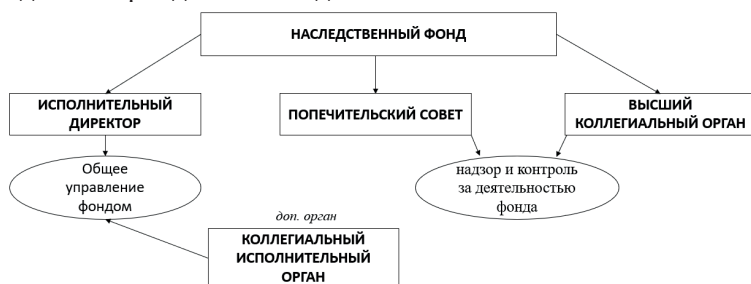 НАСЛЕДСТВЕННЫЙ ФОНД
ИСПОЛНИТЕЛЬНЫЙ
ДИРЕКТОР
ПОПЕЧИТЕЛЬСКИЙ СОВЕТ
ВЫСШИЙ
КОЛЛЕГИАЛЬНЫЙ ОРГАН
Общее
управление
фондом
надзор и контроль
за деятельностью
фонда
доп. орган
КОЛЛЕГИАЛЬНЫЙ
ИСПОЛНИТЕЛЬНЫЙ
ОРГАН